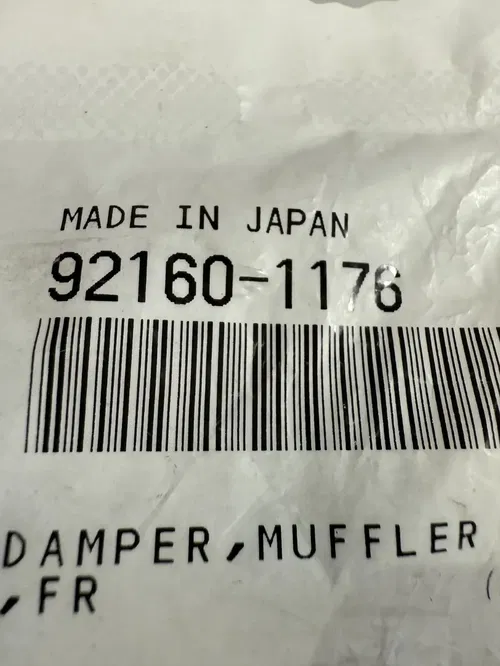 MADE IN JAPAN
92160-1176
DAMPER,MUFFLER
,FR (